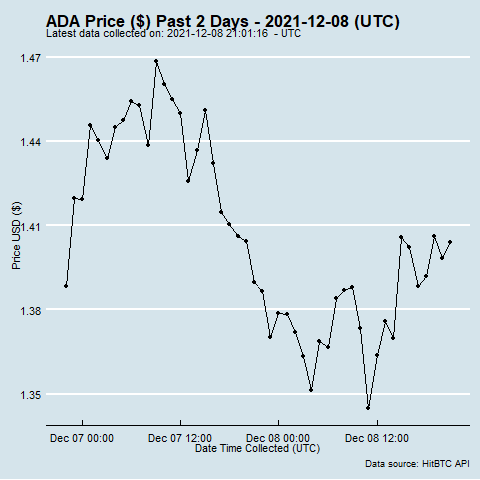 ADA Price ($) Past 2 Days - 2021-12-08 (UTC)
Latest data collected on: 2021-12-08 21:01:16 - UTC
1.47
1.44
1.41
1.38
1.35
Price USD ($)
Dec 07 00:00 Dec 07 12:00 Dec 08 00:00 Dec 08 12:00
Date Time Collected (UTC)
Data source: HitBTC API